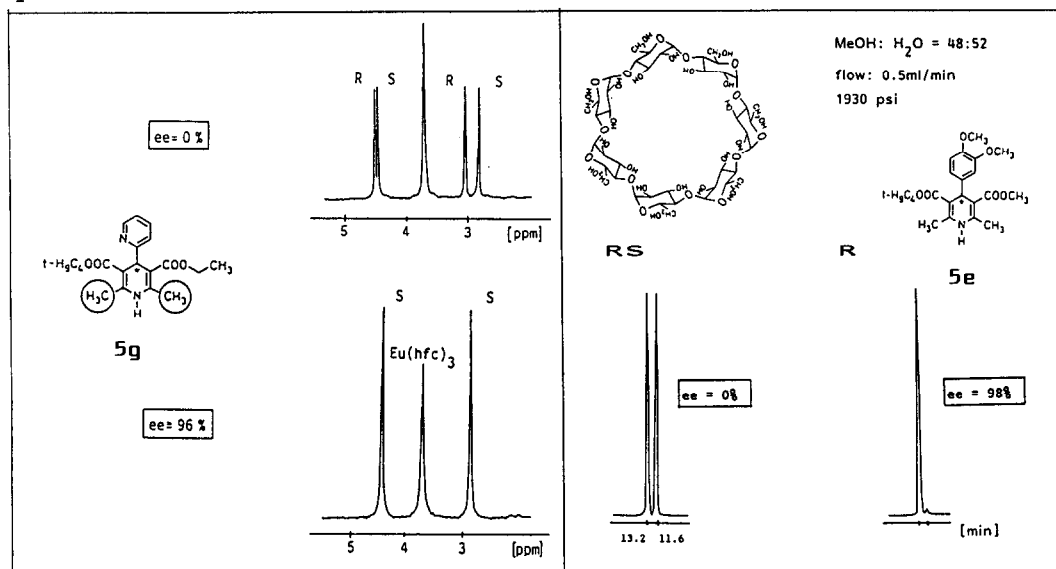 R S R S
ee= 0 %
5 4 3 [ppm]
N
t-H9C4OOC COO CH3
H3C N CH3
H
5g
S S
Eu(hfc)3
ee= 96 %
5 4 3 [ppm]
MeOH: H2O = 48:52
flow: 0.5ml/min
1930 psi
OCH3
CH3O
t-H9C4OOC * COOCH3
H3C N CH3
H
5e
RS R
ee = 0%
ee = 98%
13.2 11.6 [min]